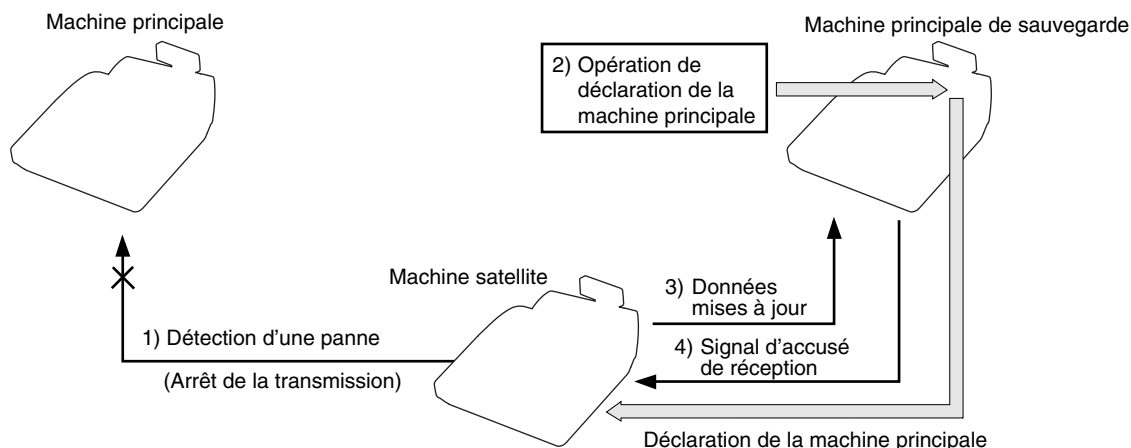 Machine principale
Machine principale de sauvegarde
2) Opération de
déclaration de la
machine principale
Machine satellite
3) Données
mises à jour
1) Détection d'une panne
(Arrêt de la transmission)
4) Signal d'accusé
de réception
Déclaration de la machine principale